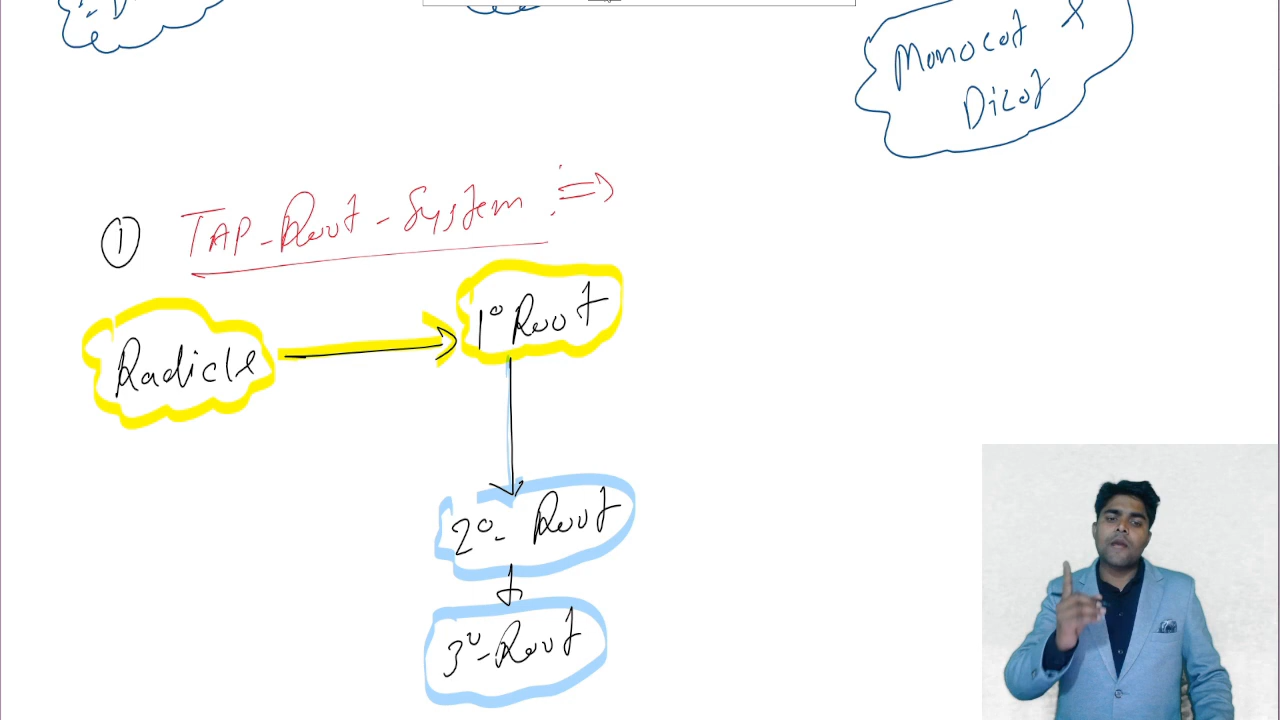 Monocot &
Dicot
① TAP-Root-System :⇒
1° Root
Radicle
2°- Root
3°-Root